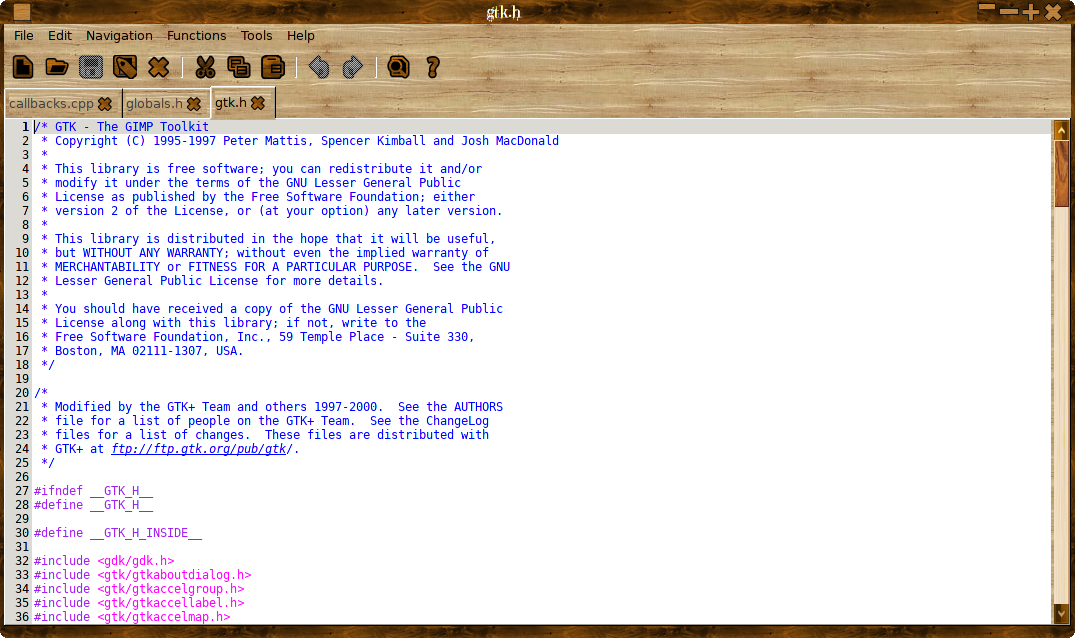 gtk.h
File Edit Navigation Functions Tools Help
callbacks.cpp globals.h gtk.h
1 /* GTK - The GIMP Toolkit
2  * Copyright (C) 1995-1997 Peter Mattis, Spencer Kimball and Josh MacDonald
3  *
4  * This library is free software; you can redistribute it and/or
5  * modify it under the terms of the GNU Lesser General Public
6  * License as published by the Free Software Foundation; either
7  * version 2 of the License, or (at your option) any later version.
8  *
9  * This library is distributed in the hope that it will be useful,
10  * but WITHOUT ANY WARRANTY; without even the implied warranty of
11  * MERCHANTABILITY or FITNESS FOR A PARTICULAR PURPOSE.  See the GNU
12  * Lesser General Public License for more details.
13  *
14  * You should have received a copy of the GNU Lesser General Public
15  * License along with this library; if not, write to the
16  * Free Software Foundation, Inc., 59 Temple Place - Suite 330,
17  * Boston, MA 02111-1307, USA.
18  */
19
20 /*
21  * Modified by the GTK+ Team and others 1997-2000.  See the AUTHORS
22  * file for a list of people on the GTK+ Team.  See the ChangeLog
23  * files for a list of changes.  These files are distributed with
24  * GTK+ at ftp://ftp.gtk.org/pub/gtk/.
25  */
26
27 #ifndef __GTK_H__
28 #define __GTK_H__
29
30 #define __GTK_H_INSIDE__
31
32 #include <gdk/gdk.h>
33 #include <gtk/gtkaboutdialog.h>
34 #include <gtk/gtkaccelgroup.h>
35 #include <gtk/gtkaccellabel.h>
36 #include <gtk/gtkaccelmap.h>